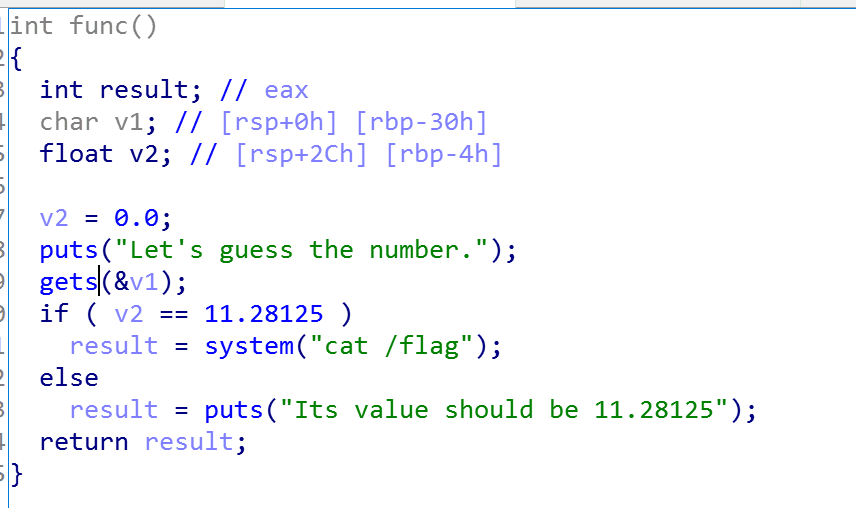 int func()
{
  int result; // eax
  char v1; // [rsp+0h] [rbp-30h]
  float v2; // [rsp+2Ch] [rbp-4h]

  v2 = 0.0;
  puts("Let's guess the number.");
  gets(&v1);
  if ( v2 == 11.28125 )
    result = system("cat /flag");
  else
    result = puts("Its value should be 11.28125");
  return result;
}